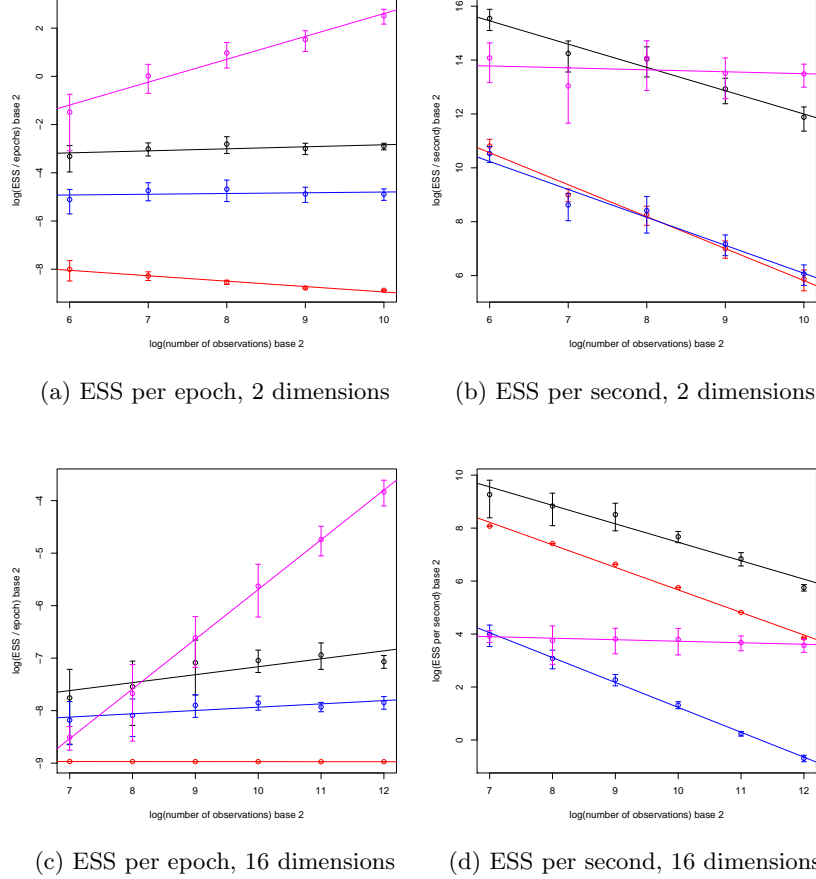 2
0
-2
-4
-6
-8
log(ESS / epochs) base 2
6 7 8 9 10
log(number of observations) base 2
(a) ESS per epoch, 2 dimensions
16
14
12
10
8
6
log(ESS / second) base 2
6 7 8 9 10
log(number of observations) base 2
(b) ESS per second, 2 dimensions
-4
-5
-6
-7
-8
-9
log(ESS / epoch) base 2
7 8 9 10 11 12
log(number of observations) base 2
(c) ESS per epoch, 16 dimensions
10
8
6
4
2
0
log(ESS per second) base 2
7 8 9 10 11 12
log(number of observations) base 2
(d) ESS per second, 16 dimensions